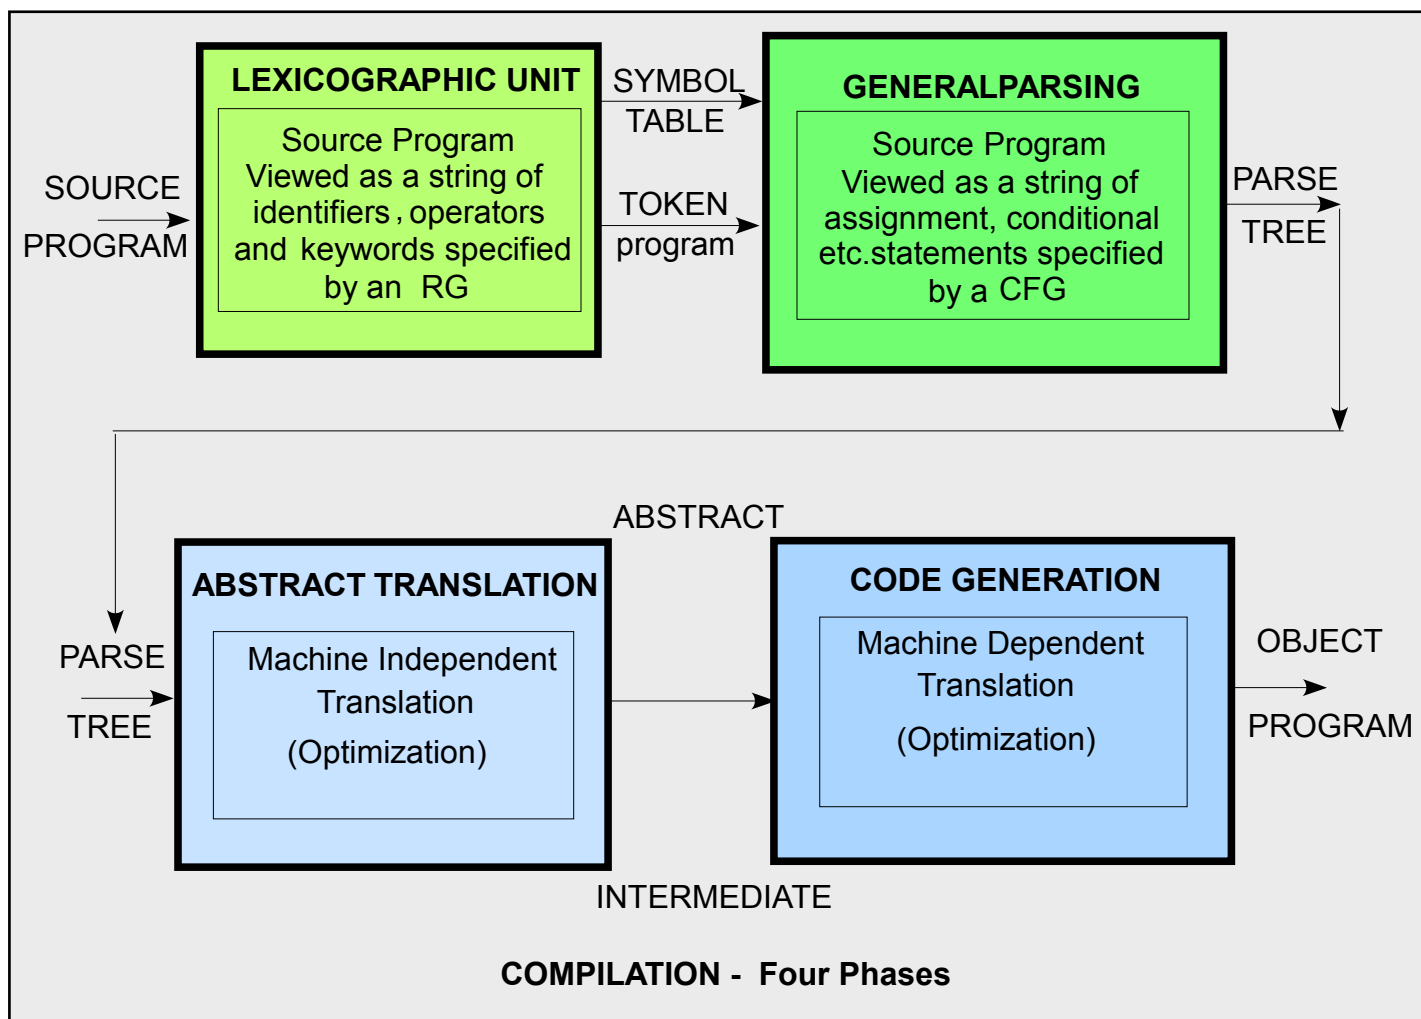 LEXICOGRAPHIC UNIT
Source Program
Viewed as a string of
identifiers, operators
and keywords specified
by an RG
SOURCE
PROGRAM
SYMBOL
TABLE
TOKEN
program
GENERALPARSING
Source Program
Viewed as a string of
assignment, conditional
etc.statements specified
by a CFG
PARSE
TREE
PARSE
TREE
ABSTRACT TRANSLATION
Machine Independent
Translation
(Optimization)
ABSTRACT
INTERMEDIATE
CODE GENERATION
Machine Dependent
Translation
(Optimization)
OBJECT
PROGRAM
COMPILATION - Four Phases